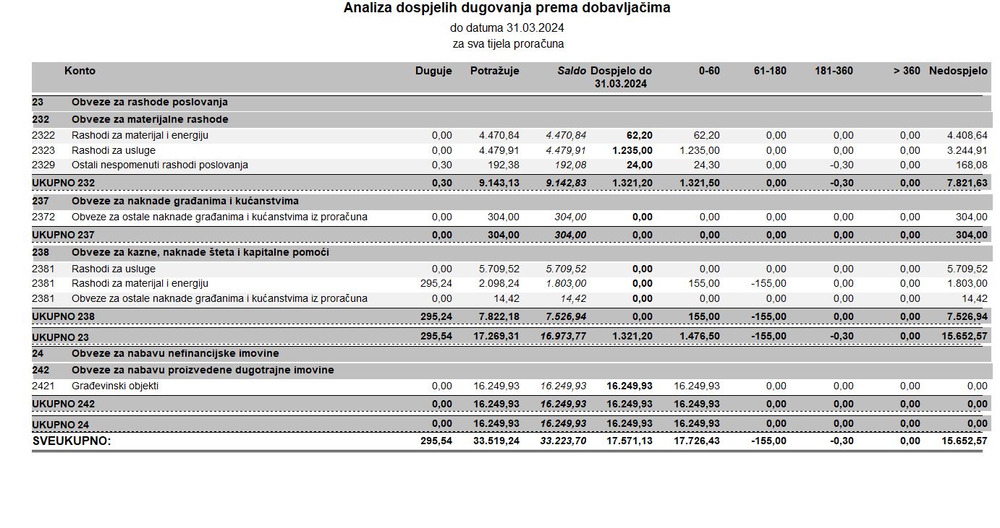 Analiza dospjelih dugovanja prema dobavljačima
do datuma 31.03.2024
za sva tijela proračuna
Konto Duguje Potražuje Saldo Dospjelo do 0-60 61-180 181-360 > 360 Nedospjelo
31.03.2024
23 Obveze za rashode poslovanja
232 Obveze za materijalne rashode
2322 Rashodi za materijal i energiju 0,00 4.470,84 4.470,84 62,20 62,20 0,00 0,00 0,00 4.408,64
2323 Rashodi za usluge 0,00 4.479,91 4.479,91 1.235,00 1.235,00 0,00 0,00 0,00 3.244,91
2329 Ostali nespomenuti rashodi poslovanja 0,30 192,38 192,08 24,00 24,30 0,00 -0,30 0,00 168,08
UKUPNO 232 0,30 9.143,13 9.142,83 1.321,20 1.321,50 0,00 -0,30 0,00 7.821,63
237 Obveze za naknade građanima i kućanstvima
2372 Obveze za ostale naknade građanima i kućanstvima iz proračuna 0,00 304,00 304,00 0,00 0,00 0,00 0,00 0,00 304,00
UKUPNO 237 0,00 304,00 304,00 0,00 0,00 0,00 0,00 0,00 304,00
238 Obveze za kazne, naknade šteta i kapitalne pomoći
2381 Rashodi za usluge 0,00 5.709,52 5.709,52 0,00 0,00 0,00 0,00 0,00 5.709,52
2381 Rashodi za materijal i energiju 295,24 2.098,24 1.803,00 0,00 155,00 -155,00 0,00 0,00 1.803,00
2381 Obveze za ostale naknade građanima i kućanstvima iz proračuna 0,00 14,42 14,42 0,00 0,00 0,00 0,00 0,00 14,42
UKUPNO 238 295,24 7.822,18 7.526,94 0,00 155,00 -155,00 0,00 0,00 7.526,94
UKUPNO 23 295,54 17.269,31 16.973,77 1.321,20 1.476,50 -155,00 -0,30 0,00 15.652,57
24 Obveze za nabavu nefinancijske imovine
242 Obveze za nabavu proizvedene dugotrajne imovine
2421 Građevinski objekti 0,00 16.249,93 16.249,93 16.249,93 16.249,93 0,00 0,00 0,00 0,00
UKUPNO 242 0,00 16.249,93 16.249,93 16.249,93 16.249,93 0,00 0,00 0,00 0,00
UKUPNO 24 0,00 16.249,93 16.249,93 16.249,93 16.249,93 0,00 0,00 0,00 0,00
SVEUKUPNO: 295,54 33.519,24 33.223,70 17.571,13 17.726,43 -155,00 -0,30 0,00 15.652,57